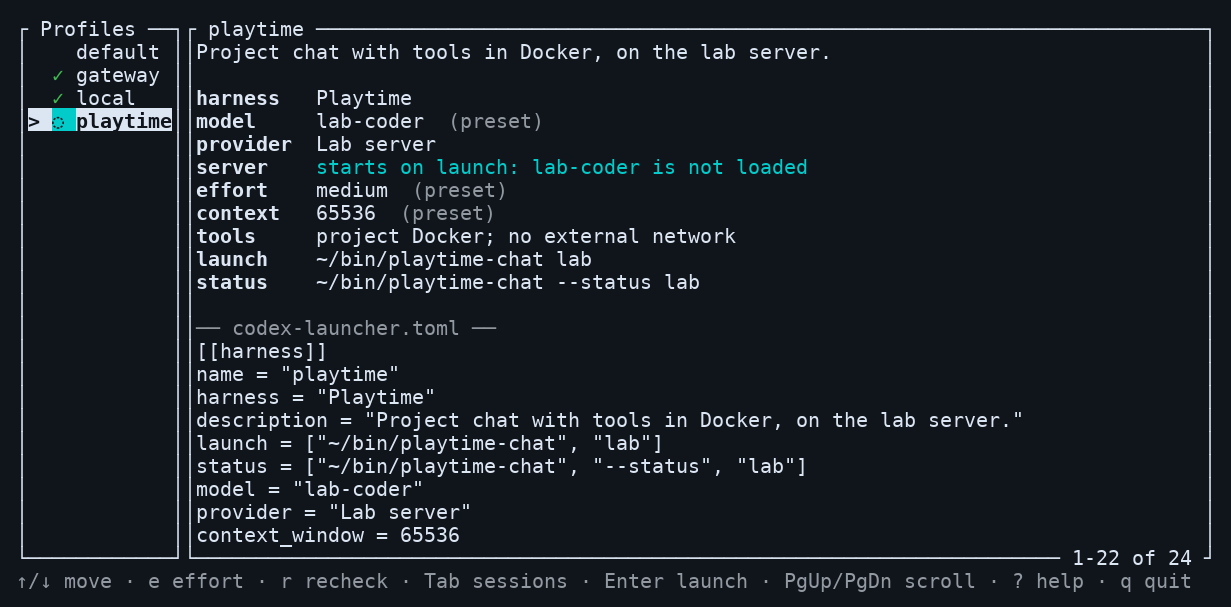 Profiles
default
✓ gateway
✓ local
> ◌ playtime
playtime
Project chat with tools in Docker, on the lab server.
harness   Playtime
model     lab-coder  (preset)
provider  Lab server
server    starts on launch: lab-coder is not loaded
effort    medium  (preset)
context   65536  (preset)
tools     project Docker; no external network
launch    ~/bin/playtime-chat lab
status    ~/bin/playtime-chat --status lab
── codex-launcher.toml ──
[[harness]]
name = "playtime"
harness = "Playtime"
description = "Project chat with tools in Docker, on the lab server."
launch = ["~/bin/playtime-chat", "lab"]
status = ["~/bin/playtime-chat", "--status", "lab"]
model = "lab-coder"
provider = "Lab server"
context_window = 65536
1-22 of 24
↑/↓ move · e effort · r recheck · Tab sessions · Enter launch · PgUp/PgDn scroll · ? help · q quit